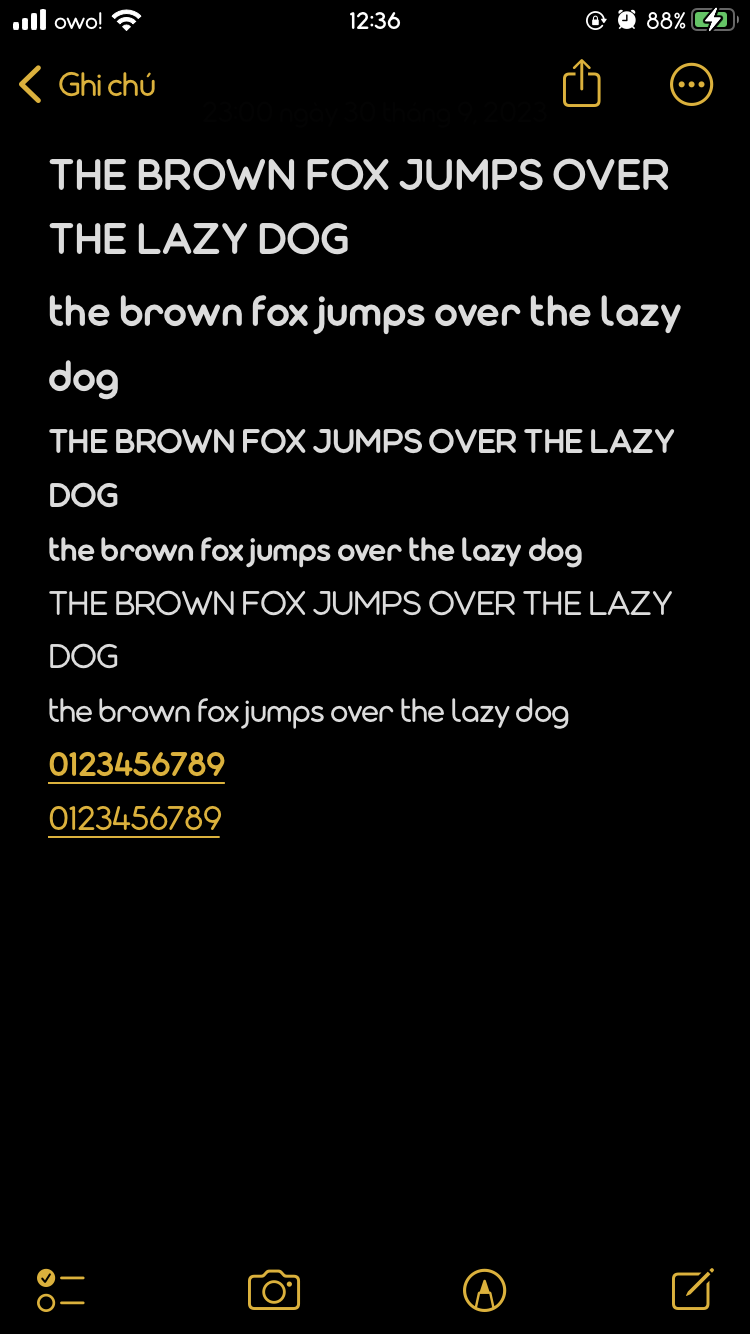 owo! 12:36 88%
Ghi chú
23:00 ngày 30 tháng 9, 2023
THE BROWN FOX JUMPS OVER
THE LAZY DOG
the brown fox jumps over the lazy
dog
THE BROWN FOX JUMPS OVER THE LAZY
DOG
the brown fox jumps over the lazy dog
THE BROWN FOX JUMPS OVER THE LAZY
DOG
the brown fox jumps over the lazy dog
0123456789
0123456789